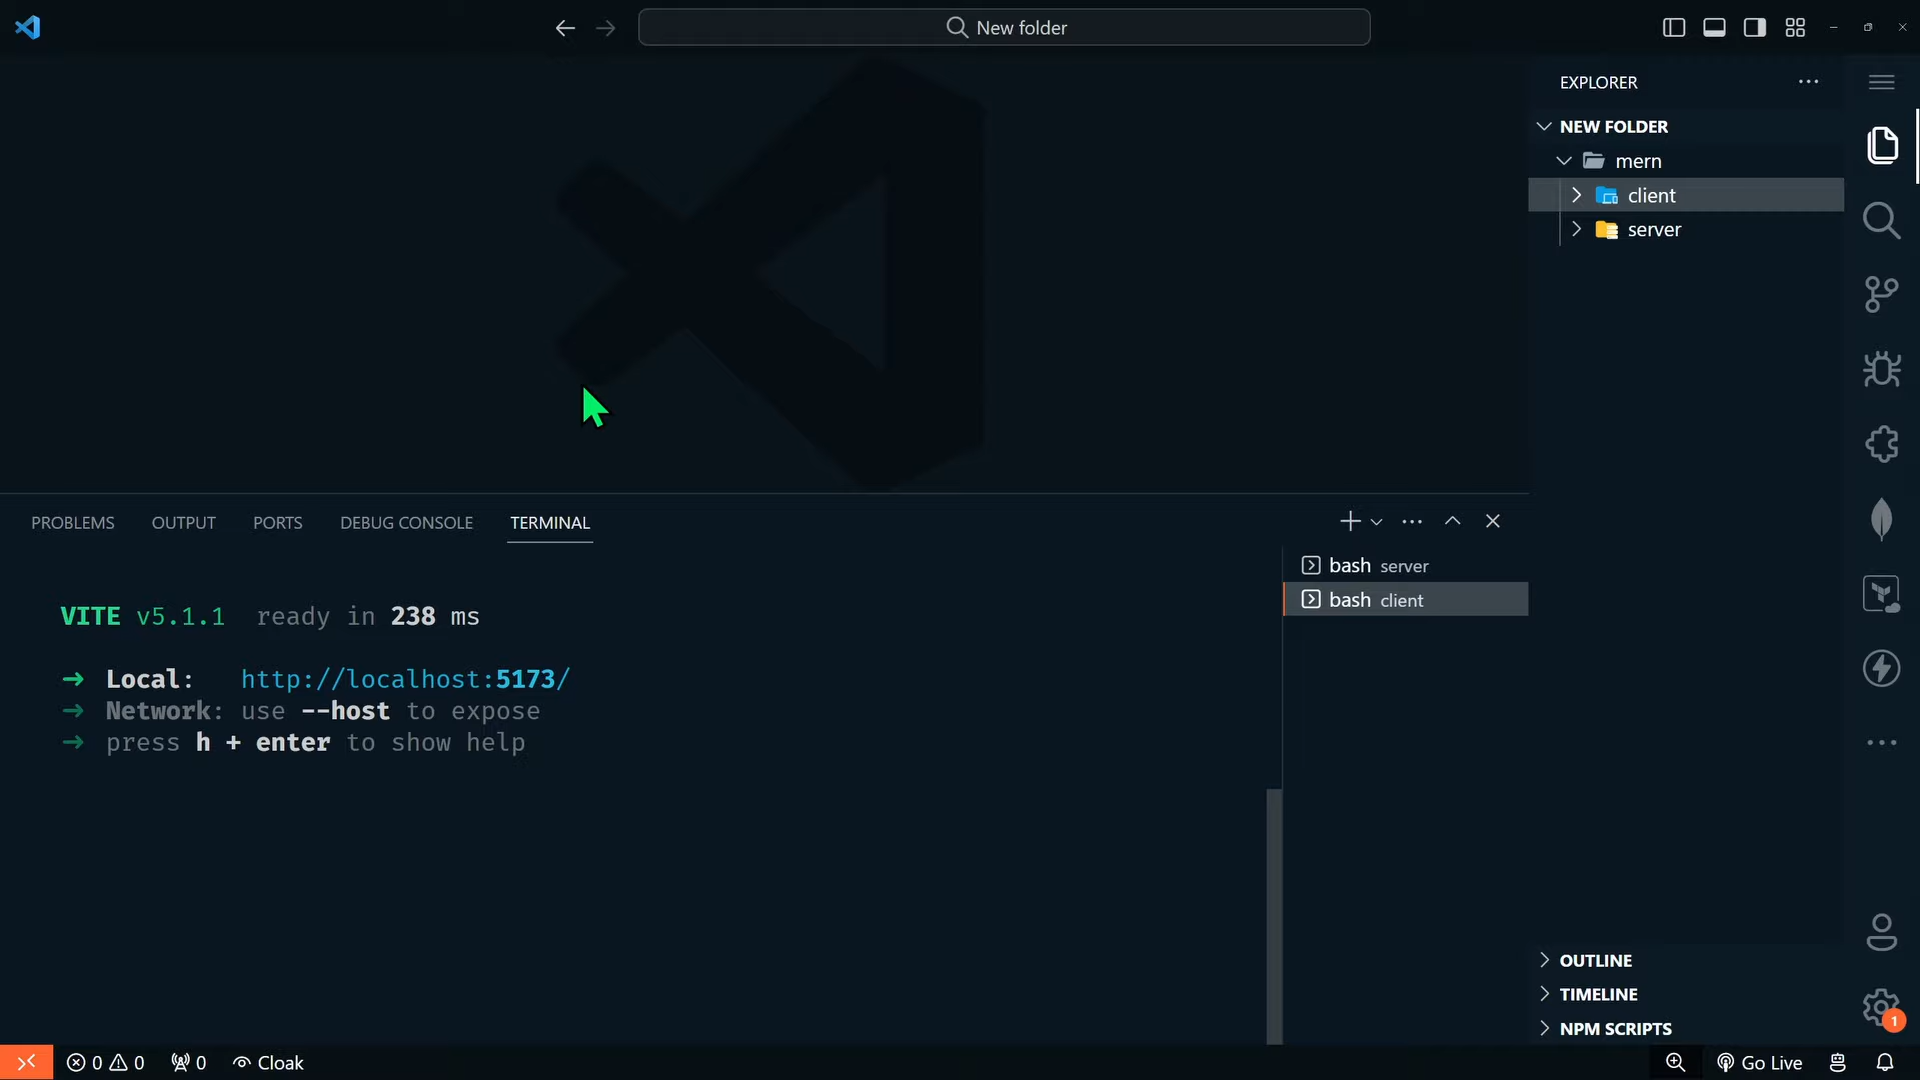 New folder
EXPLORER
NEW FOLDER
mern
client
server
PROBLEMS OUTPUT PORTS DEBUG CONSOLE TERMINAL
bash server
bash client
VITE v5.1.1 ready in 238 ms
➜ Local: http://localhost:5173/
➜ Network: use --host to expose
➜ press h + enter to show help
OUTLINE
TIMELINE
NPM SCRIPTS
1
0 0 0 Cloak Go Live